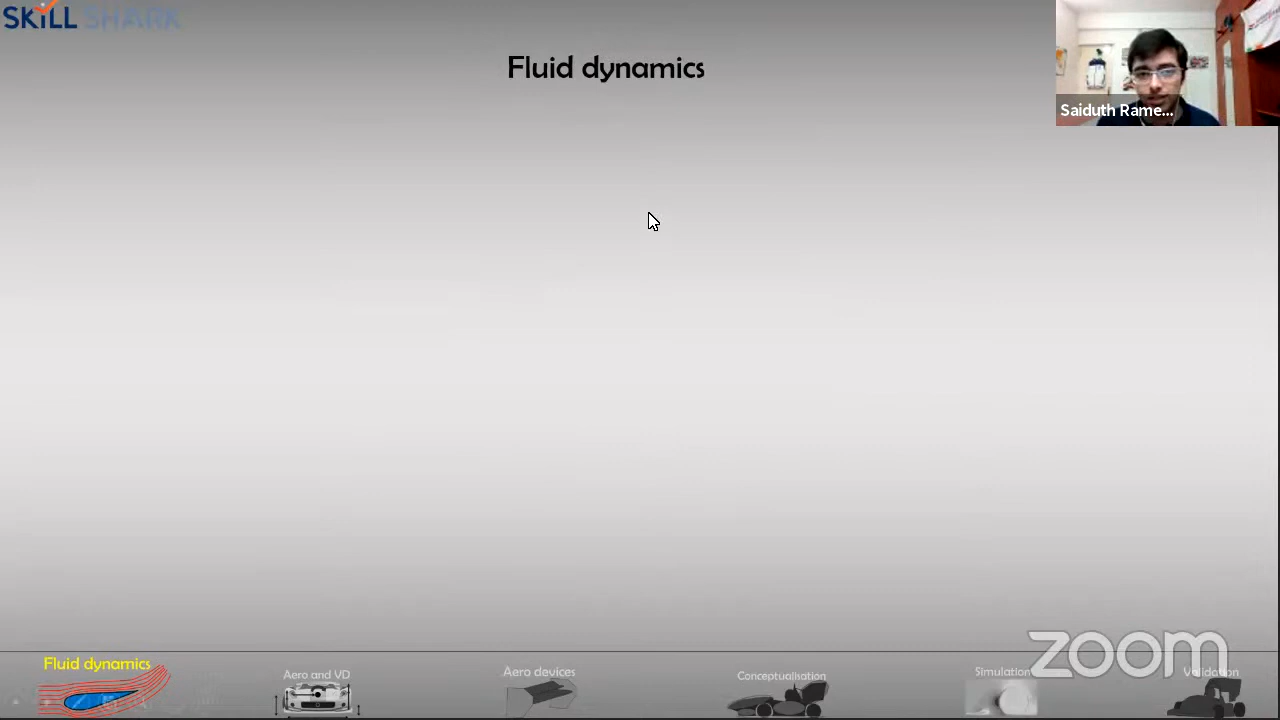 SKILL SHARK
Fluid dynamics
Saiduth Rame...
Fluid dynamics
Aero and VD
Aero devices
Conceptualisation
Simulation
Validation
zoom